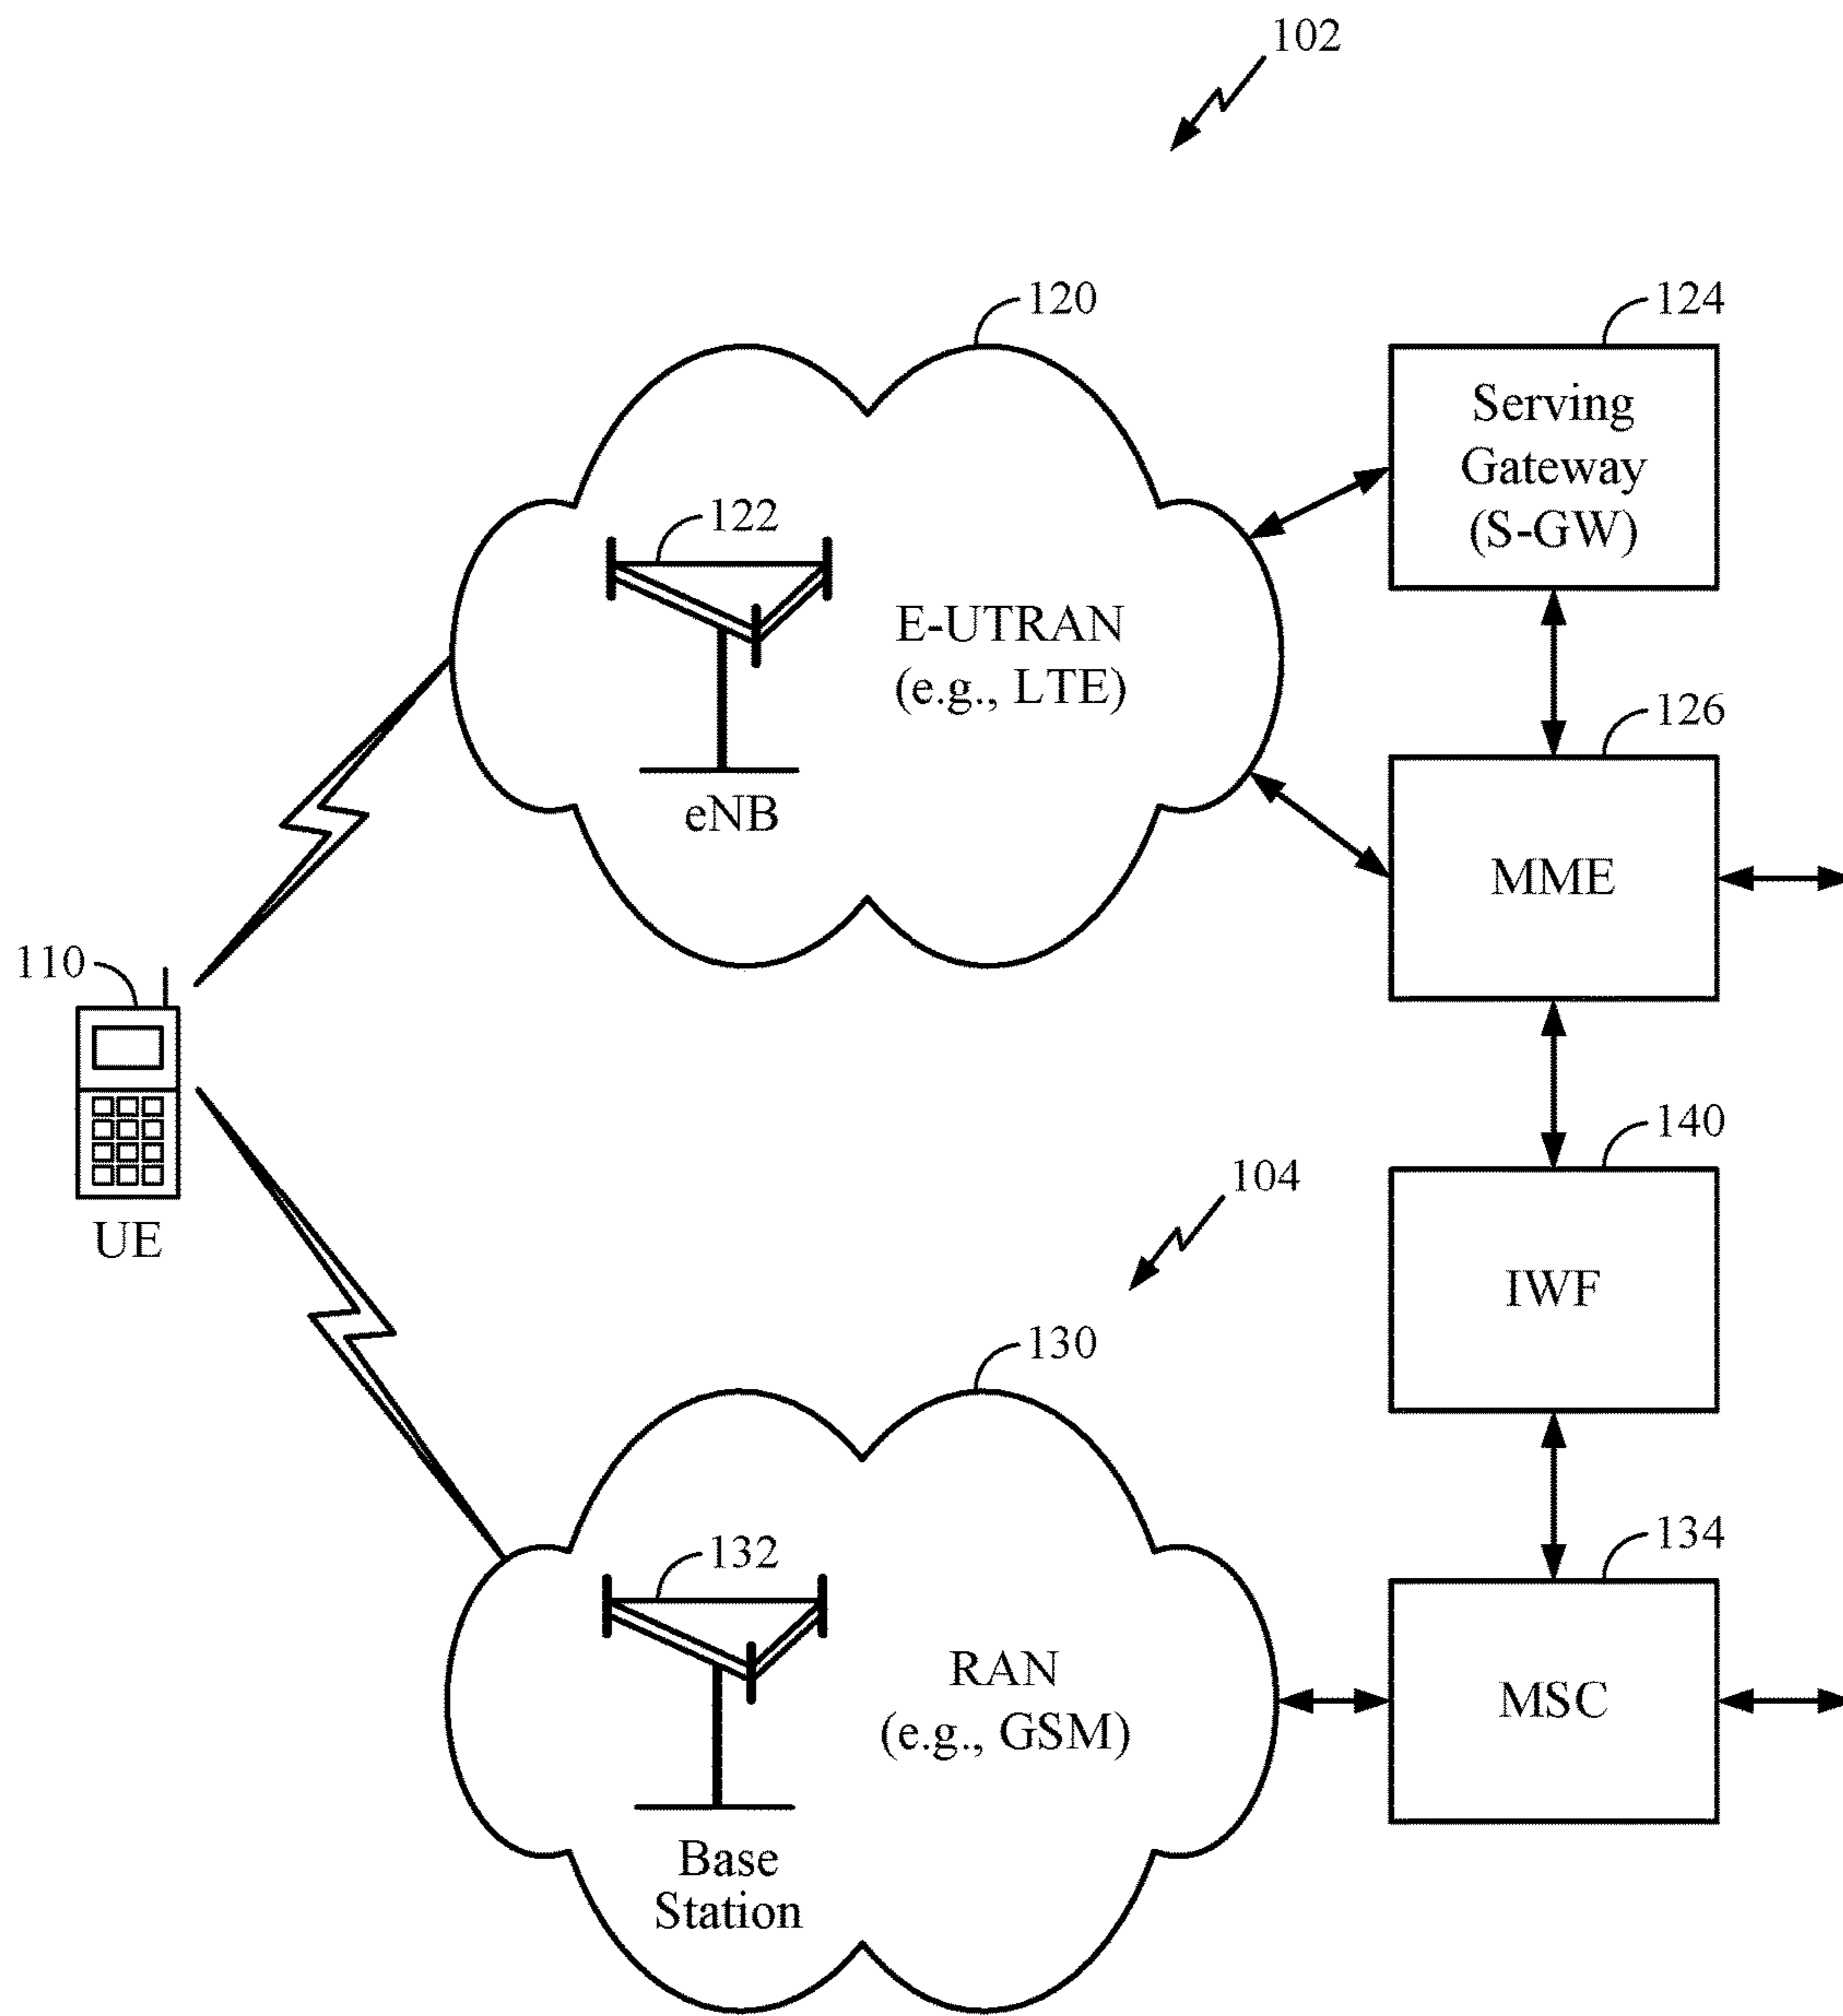 102
120
124
Serving
Gateway
(S-GW)
122
E-UTRAN
(e.g., LTE)
eNB
126
MME
110
UE
140
IWF
104
130
134
MSC
132
RAN
(e.g., GSM)
Base
Station